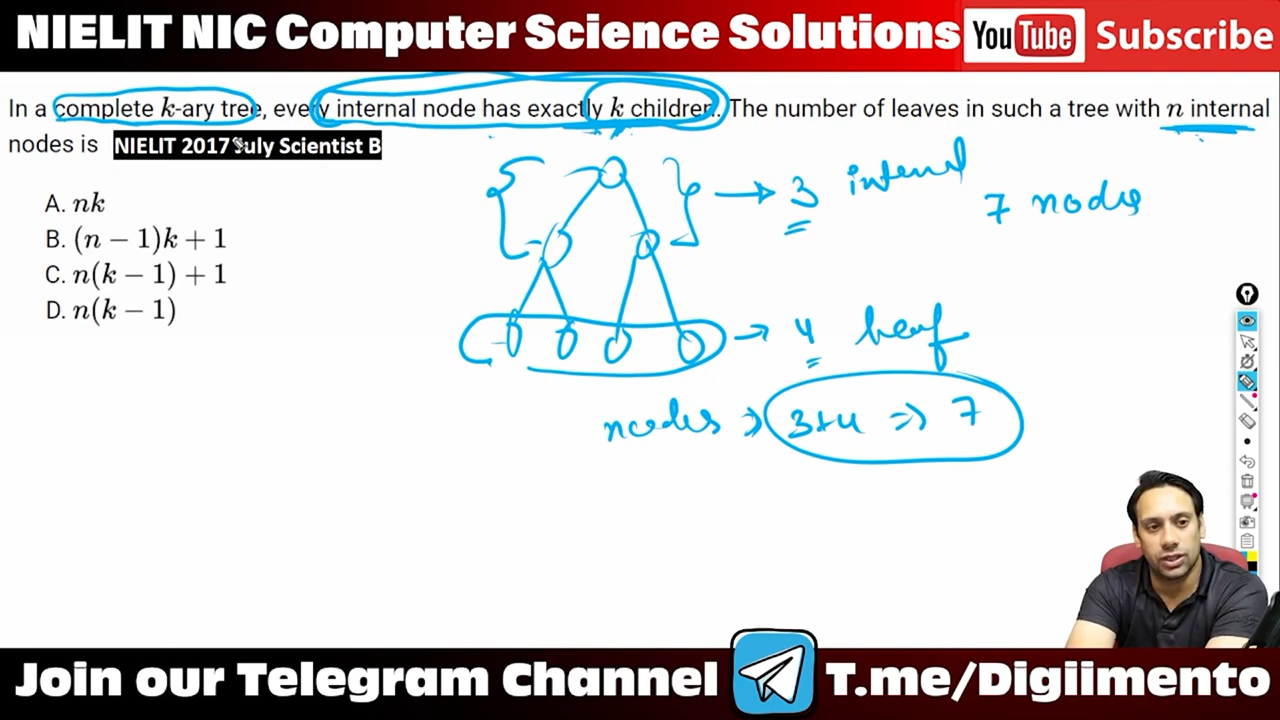 NIELIT NIC Computer Science Solutions YouTube Subscribe
In a complete k-ary tree, every internal node has exactly k children. The number of leaves in such a tree with n internal
nodes is NIELIT 2017 July Scientist B
A. nk
B. (n − 1)k + 1
C. n(k − 1) + 1
D. n(k − 1)
→ 3 internal
7 nodes
→ 4 leaf
nodes ⇒ 3+4 ⇒ 7
Join our Telegram Channel T.me/Digiimento